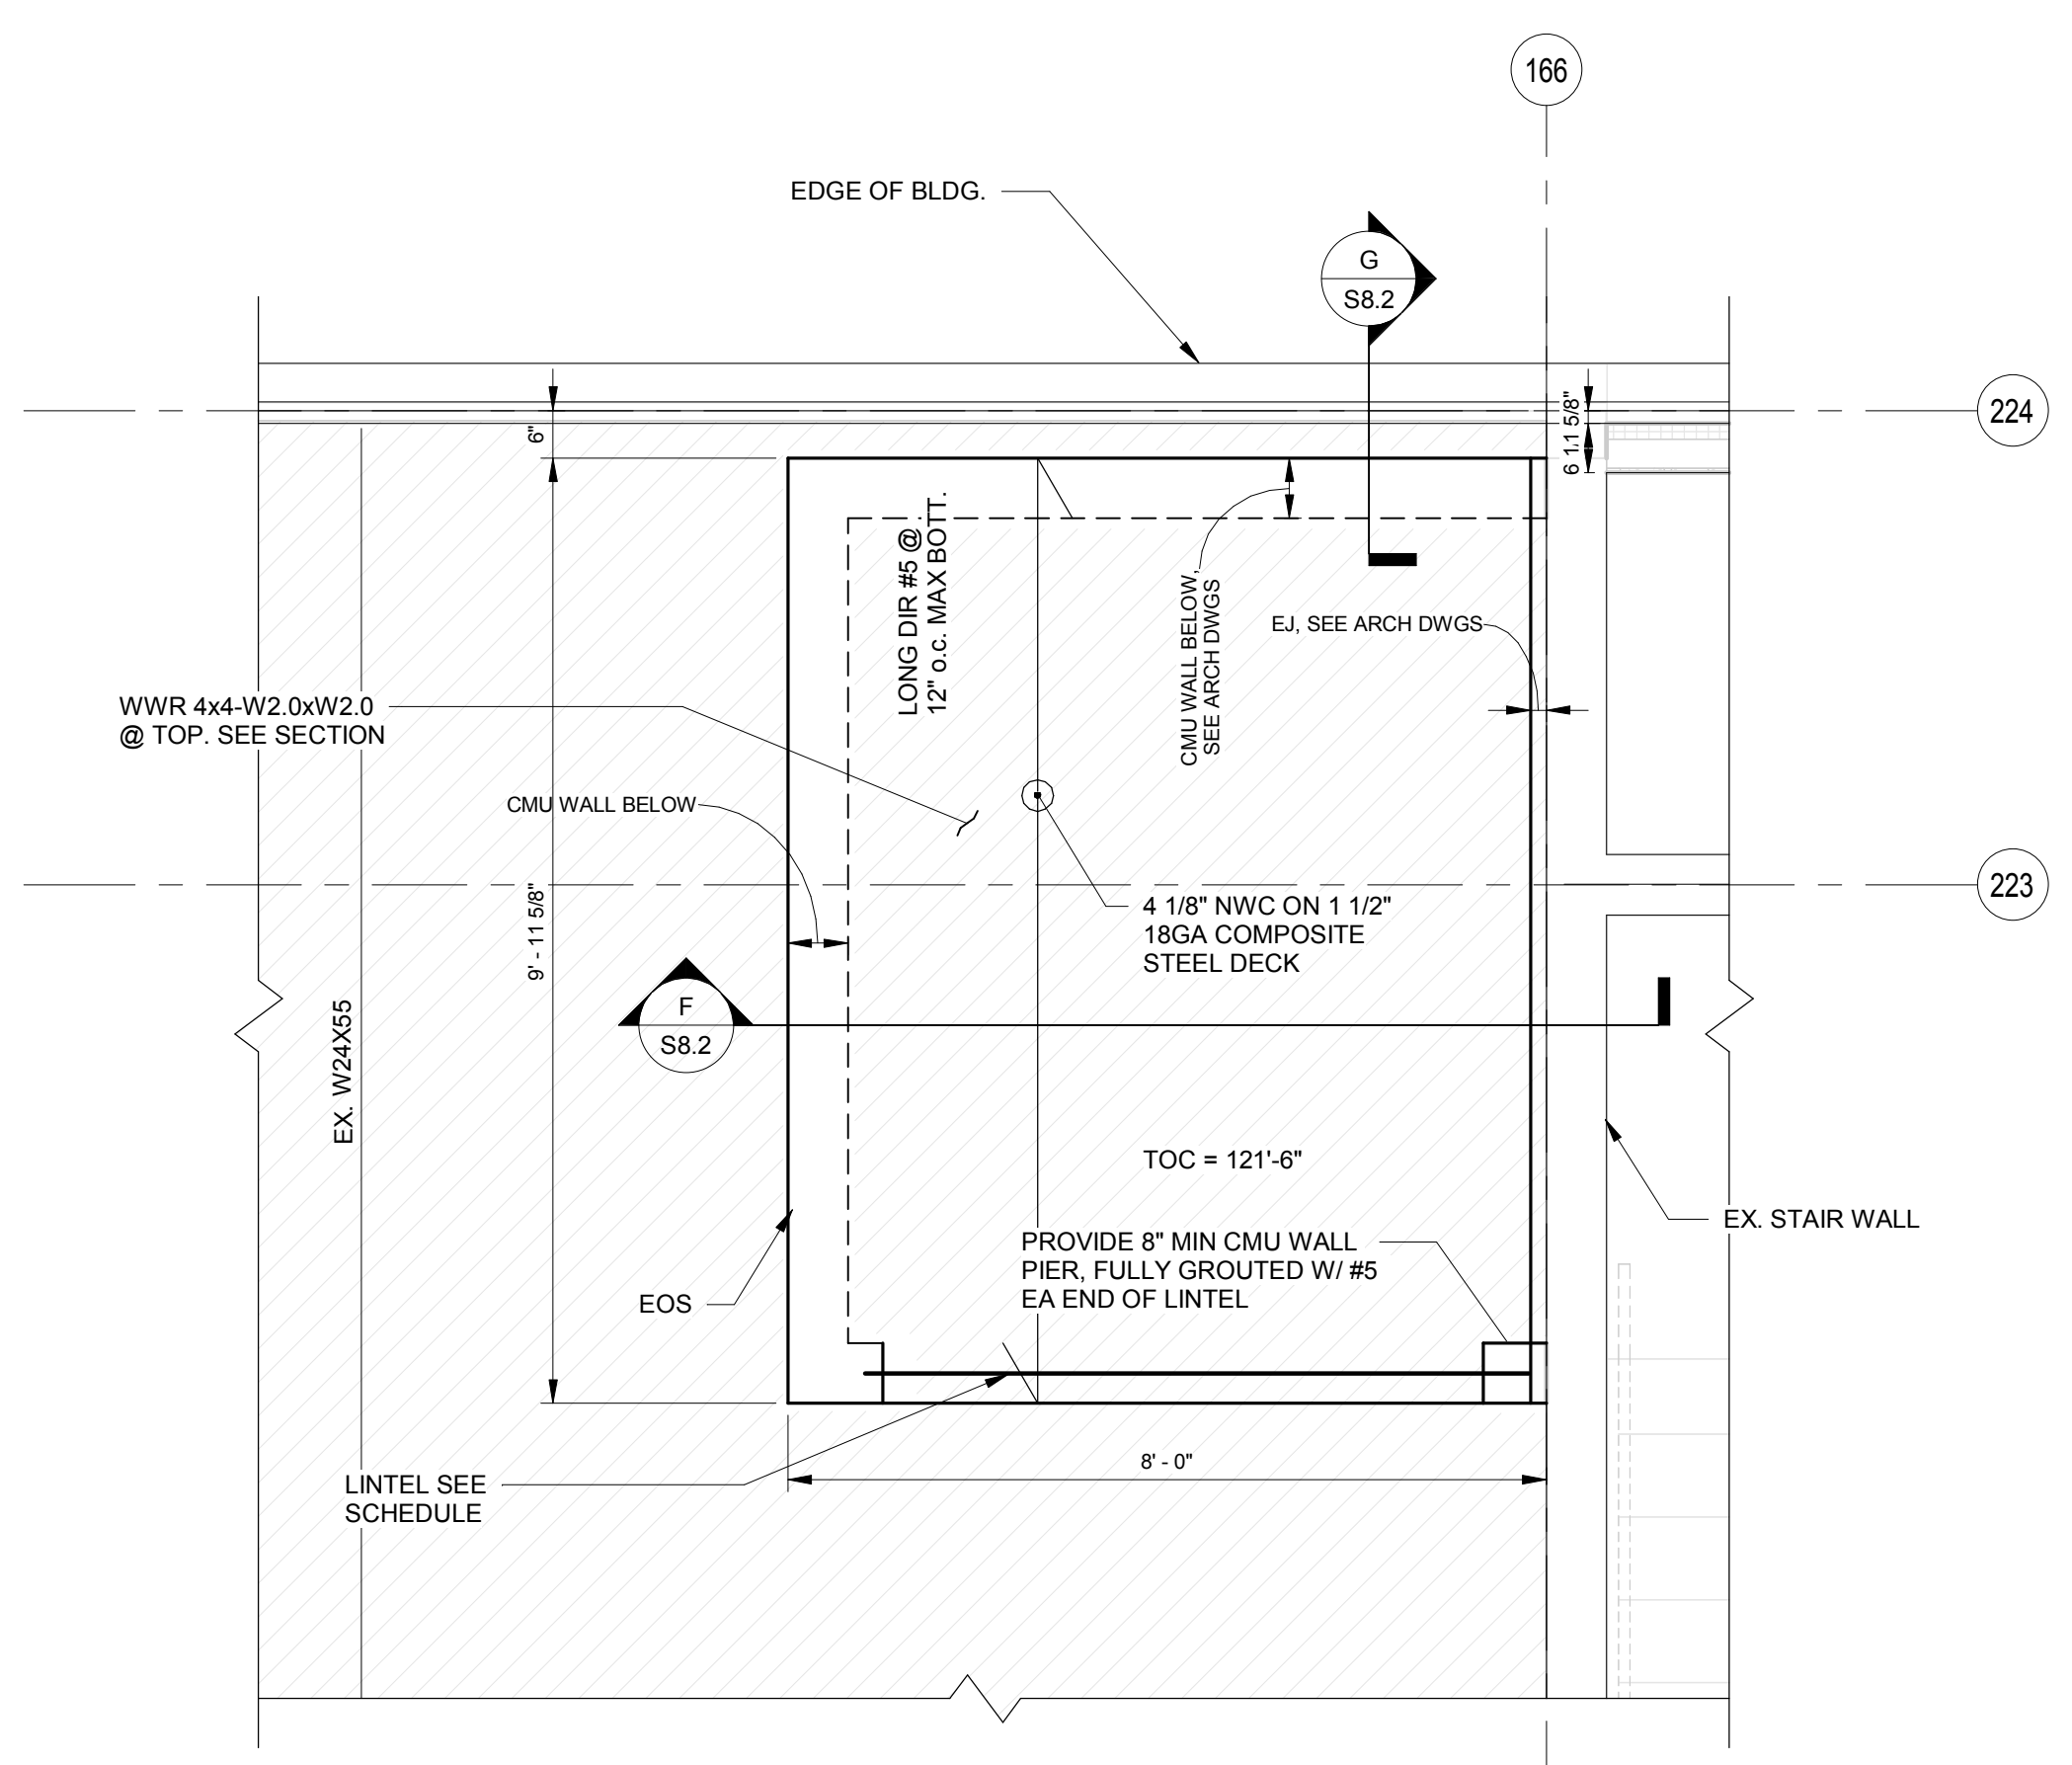 166
EDGE OF BLDG.
G
S8.2
224
6"
1 5/8"
LONG DIR #5 @
12" o.c. MAX BOTT.
CMU WALL BELOW,
SEE ARCH DWGS
EJ, SEE ARCH DWGS
WWR 4x4-W2.0xW2.0
@ TOP. SEE SECTION
CMU WALL BELOW
223
4 1/8" NWC ON 1 1/2"
18GA COMPOSITE
STEEL DECK
9' - 11 5/8"
EX. W24X55
F
S8.2
TOC = 121'-6"
EX. STAIR WALL
PROVIDE 8" MIN CMU WALL
PIER, FULLY GROUTED W/ #5
EA END OF LINTEL
EOS
8' - 0"
LINTEL SEE
SCHEDULE